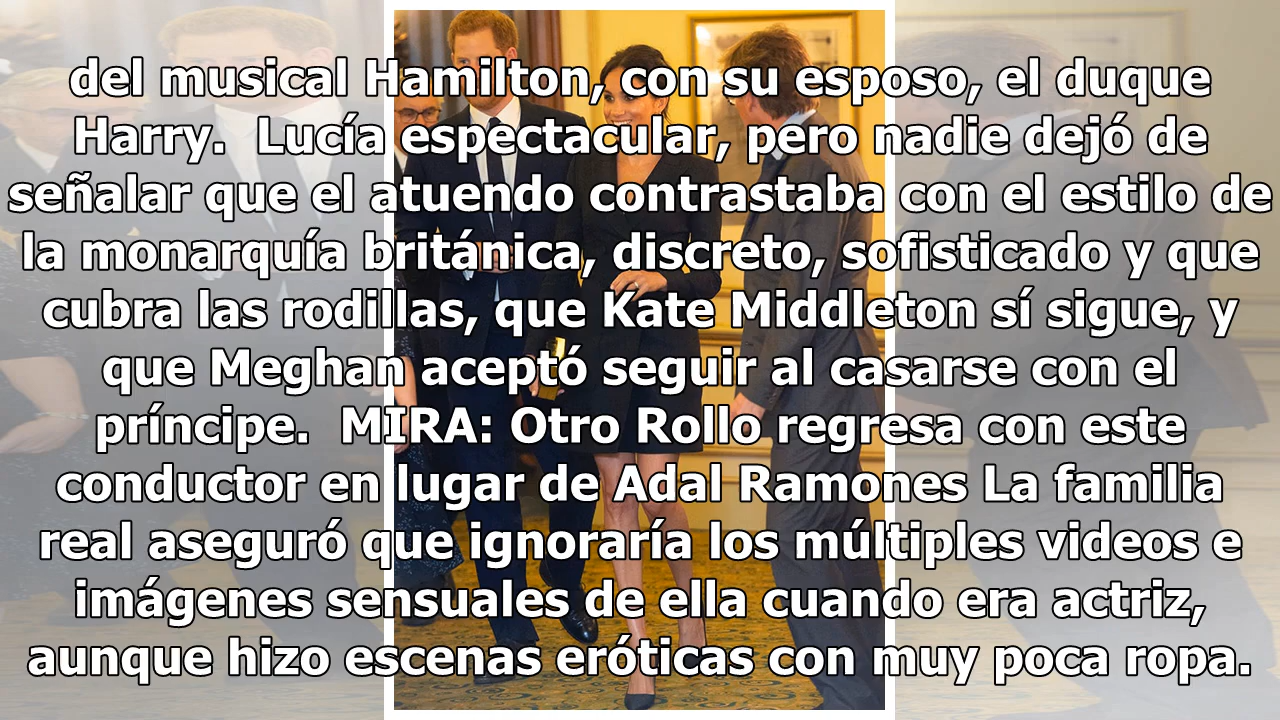 del musical Hamilton, con su esposo, el duque
Harry.  Lucía espectacular, pero nadie dejó de
señalar que el atuendo contrastaba con el estilo de
la monarquía británica, discreto, sofisticado y que
cubra las rodillas, que Kate Middleton sí sigue, y
que Meghan aceptó seguir al casarse con el
príncipe.  MIRA: Otro Rollo regresa con este
conductor en lugar de Adal Ramones La familia
real aseguró que ignoraría los múltiples videos e
imágenes sensuales de ella cuando era actriz,
aunque hizo escenas eróticas con muy poca ropa.